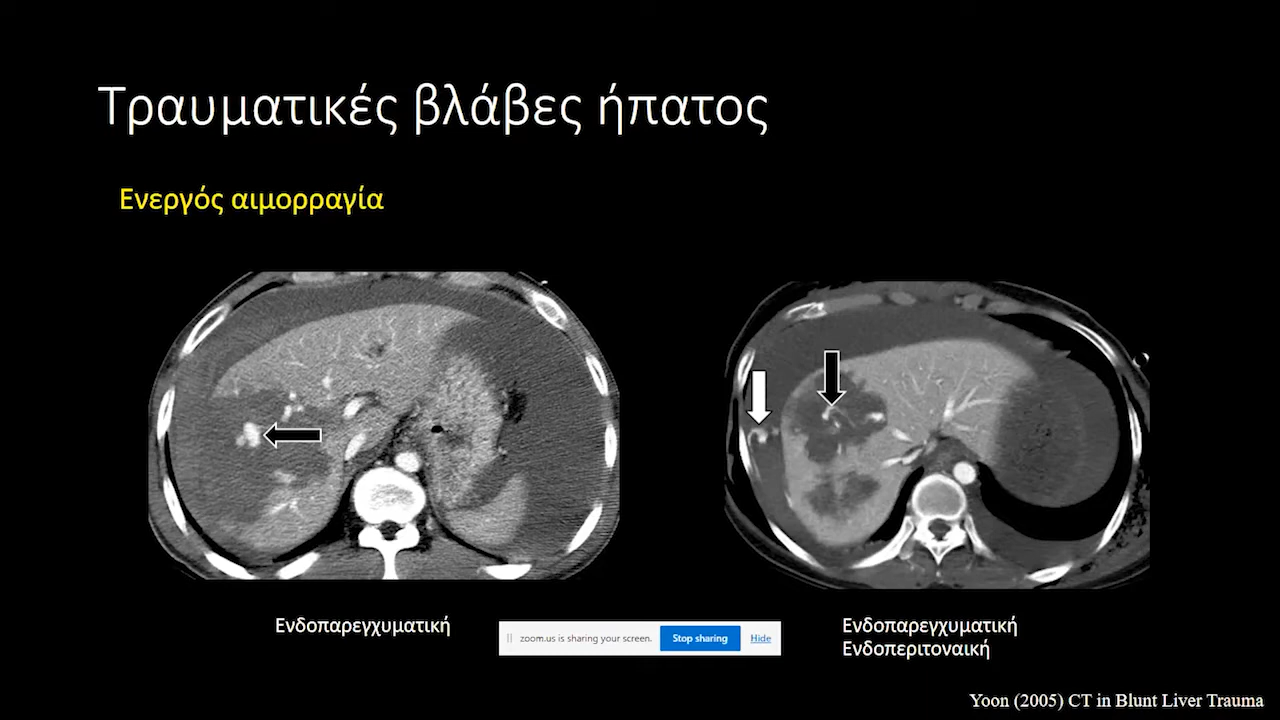 Τραυματικές βλάβες ήπατος
Ενεργός αιμορραγία
Ενδοπαρεγχυματική
zoom.us is sharing your screen. Stop sharing Hide
Ενδοπαρεγχυματική
Ενδοπεριτοναική
Yoon (2005) CT in Blunt Liver Trauma